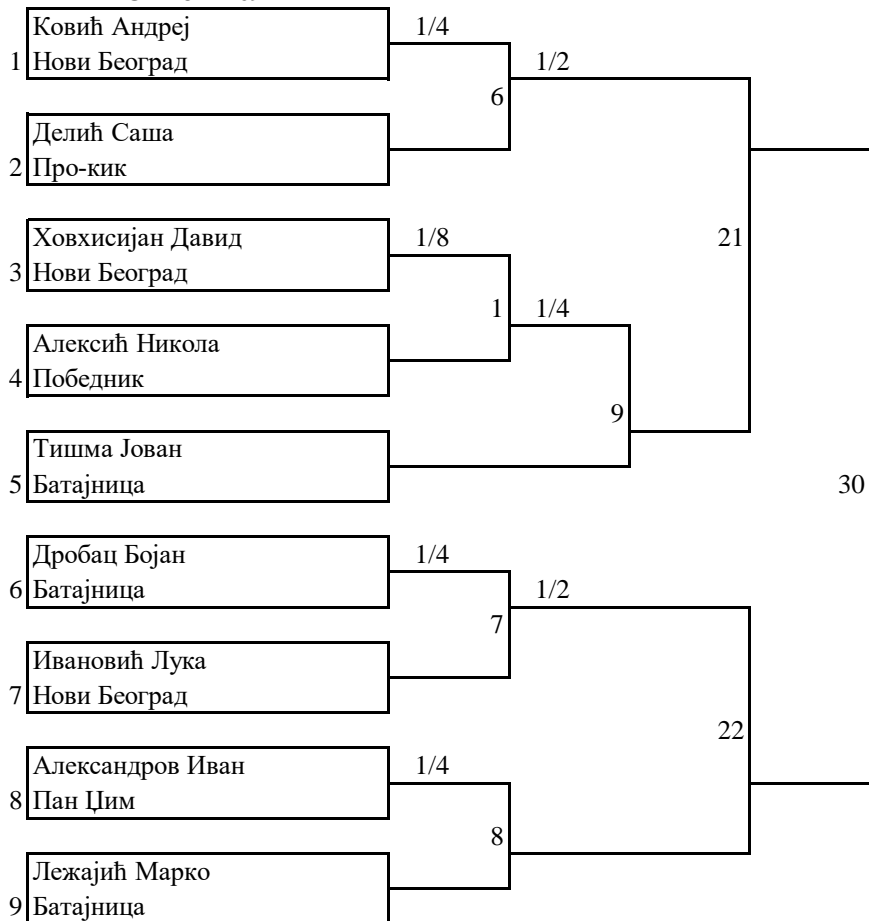 Ковић Андреј 1/4
1 Нови Београд 1/2
6
Делић Саша
2 Про-кик
Ховхисијан Давид 1/8 21
3 Нови Београд
1 1/4
Алексић Никола
4 Победник
9
Тишма Јован
5 Батајница 30
Дробац Бојан 1/4
6 Батајница 1/2
7
Ивановић Лука
7 Нови Београд
22
Александров Иван 1/4
8 Пан Џим
8
Лежајић Марко
9 Батајница